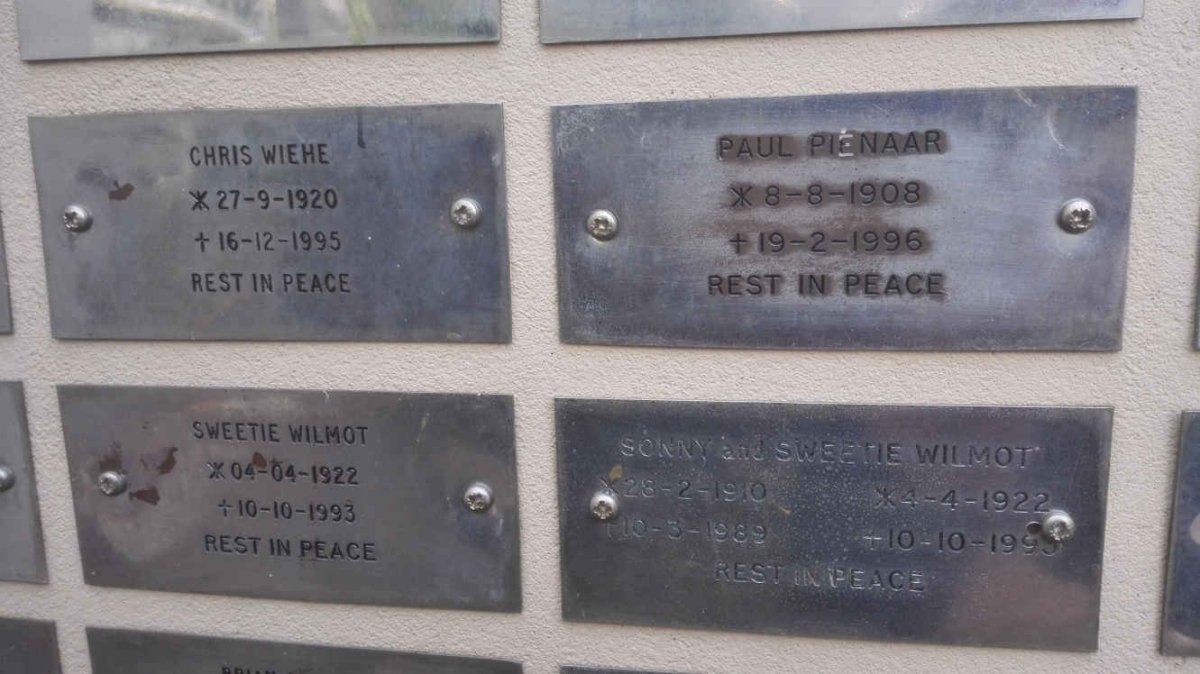 CHRIS WIEHE
* 27-9-1920
† 16-12-1995
REST IN PEACE
PAUL PIENAAR
* 8-8-1908
† 19-2-1996
REST IN PEACE
SWEETIE WILMOT
* 04-04-1922
† 10-10-1993
REST IN PEACE
SONNY and SWEETIE WILMOT
* 28-2-1910 * 4-4-1922
† 10-3-1989 † 10-10-1993
REST IN PEACE
BRIAN